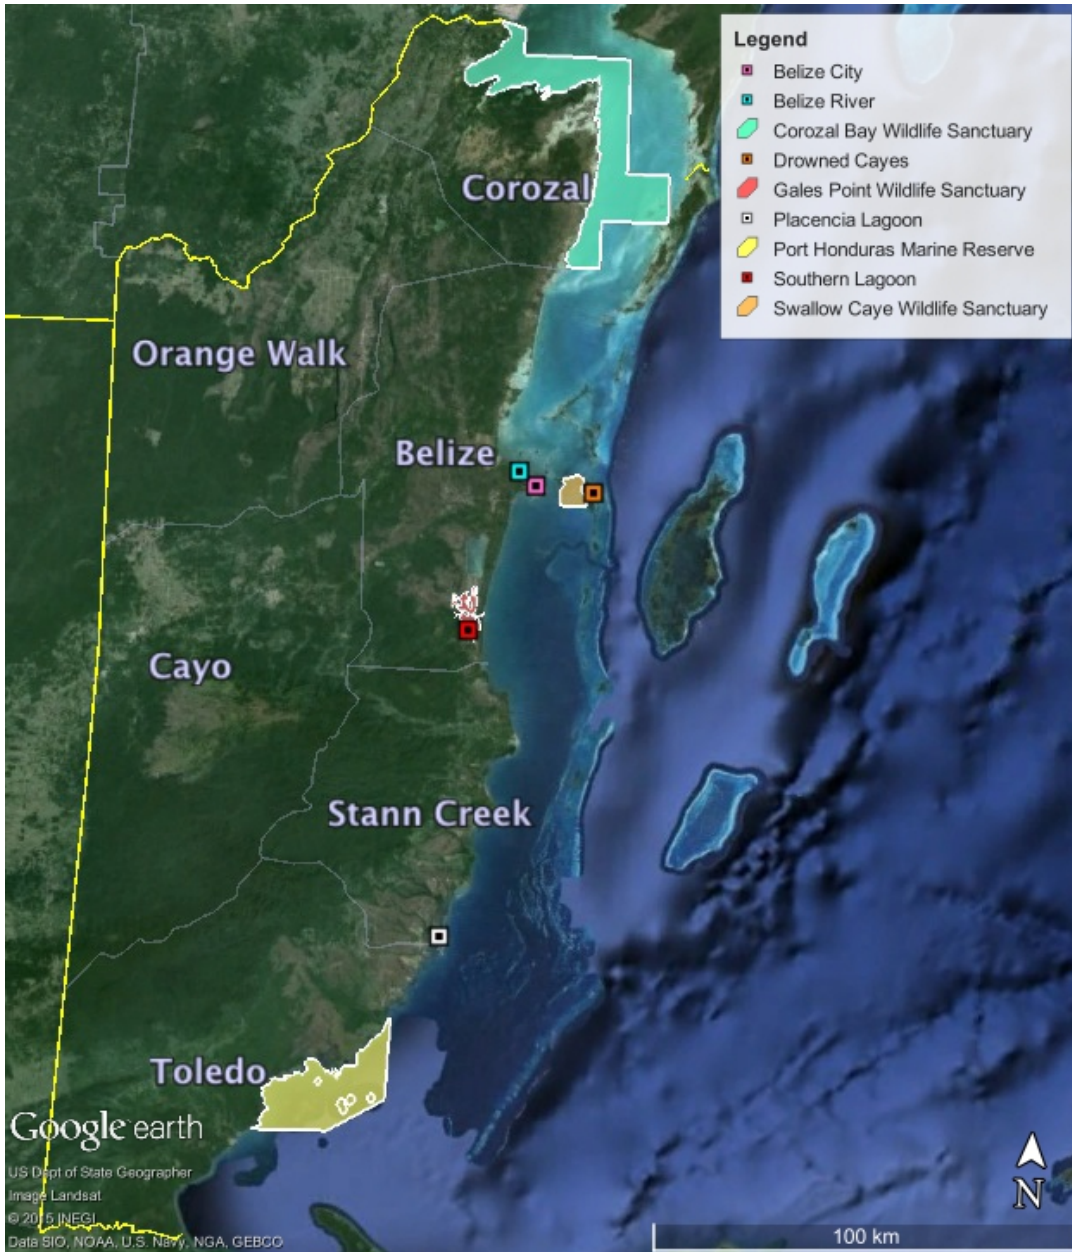 Legend
Belize City
Belize River
Corozal Bay Wildlife Sanctuary
Drowned Cayes
Gales Point Wildlife Sanctuary
Placencia Lagoon
Port Honduras Marine Reserve
Southern Lagoon
Swallow Caye Wildlife Sanctuary
Corozal
Orange Walk
Belize
Cayo
Stann Creek
Toledo
Google earth
US Dept of State Geographer
Image Landsat
© 2015 INEGI
Data SIO, NOAA, U.S. Navy, NGA, GEBCO
N
100 km